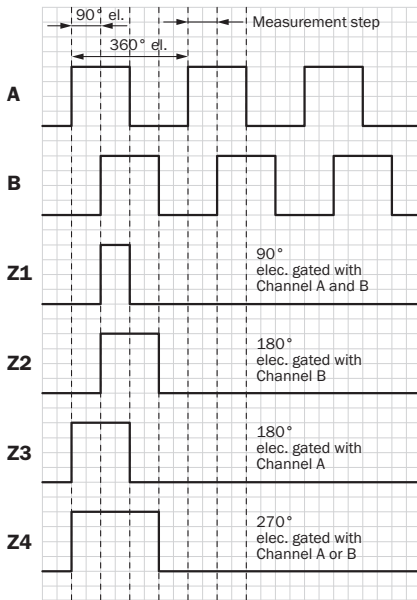 90° el.
Measurement step
360° el.
A
B
Z1
90°
elec. gated with
Channel A and B
Z2
180°
elec. gated with
Channel B
Z3
180°
elec. gated with
Channel A
Z4
270°
elec. gated with
Channel A or B